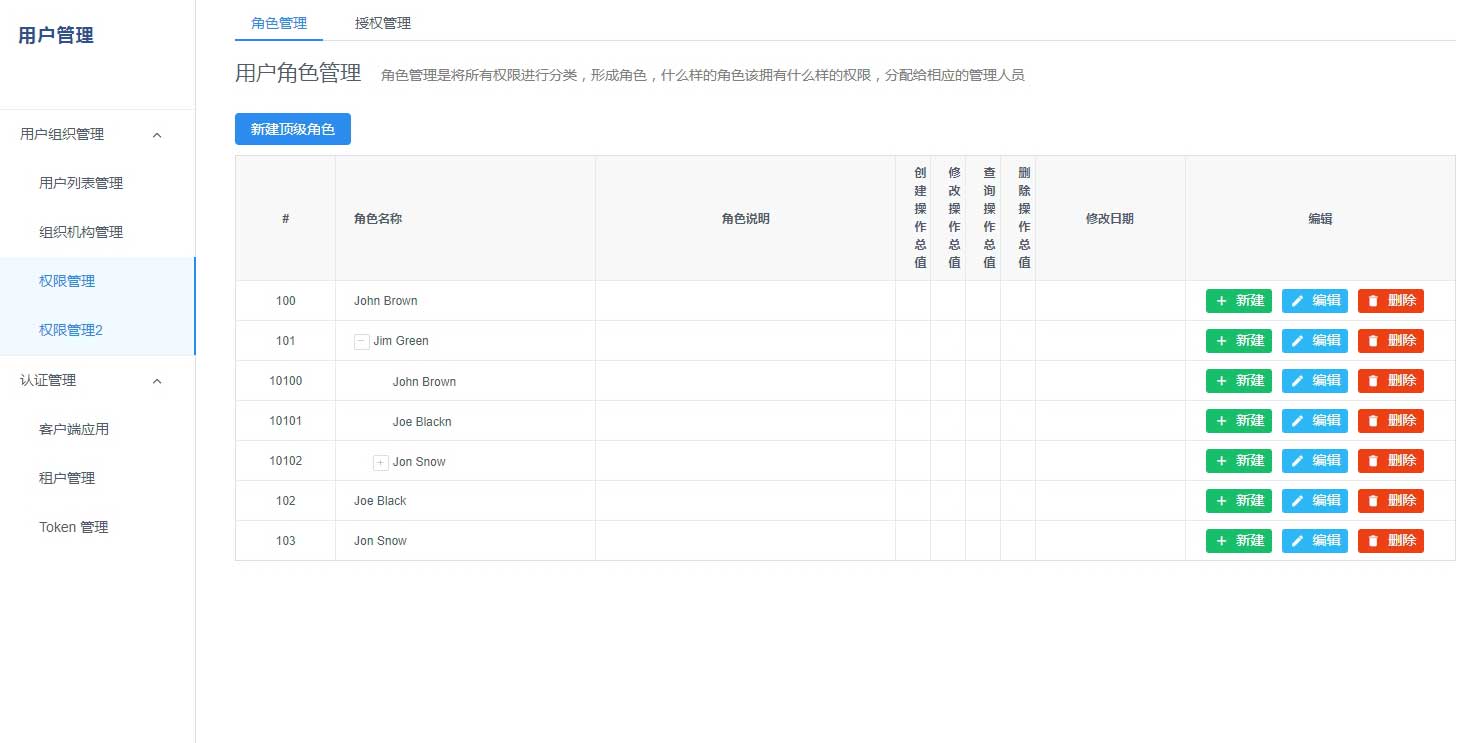 用户管理
用户组织管理
用户列表管理
组织机构管理
权限管理
权限管理2
认证管理
客户端应用
租户管理
Token 管理
角色管理 授权管理
用户角色管理 角色管理是将所有权限进行分类，形成角色，什么样的角色该拥有什么样的权限，分配给相应的管理人员
新建顶级角色
# 角色名称 角色说明 创建操作总值 修改操作总值 查询操作总值 删除操作总值 修改日期 编辑
100 John Brown + 新建 编辑 删除
101 − Jim Green + 新建 编辑 删除
10100 John Brown + 新建 编辑 删除
10101 Joe Blackn + 新建 编辑 删除
10102 + Jon Snow + 新建 编辑 删除
102 Joe Black + 新建 编辑 删除
103 Jon Snow + 新建 编辑 删除